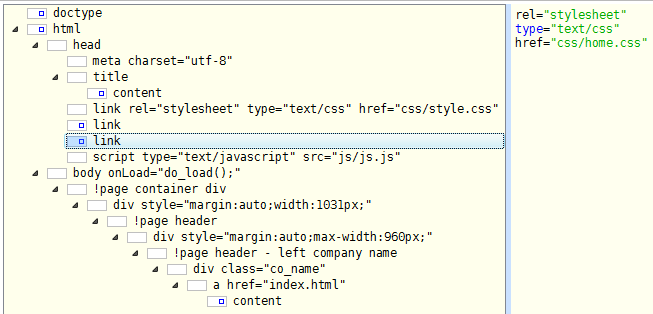 doctype
html
head
meta charset="utf-8"
title
content
link rel="stylesheet" type="text/css" href="css/style.css"
link
link
script type="text/javascript" src="js/js.js"
body onLoad="do_load();"
!page container div
div style="margin:auto;width:1031px;"
!page header
div style="margin:auto;max-width:960px;"
!page header - left company name
div class="co_name"
a href="index.html"
content
rel="stylesheet"
type="text/css"
href="css/home.css"